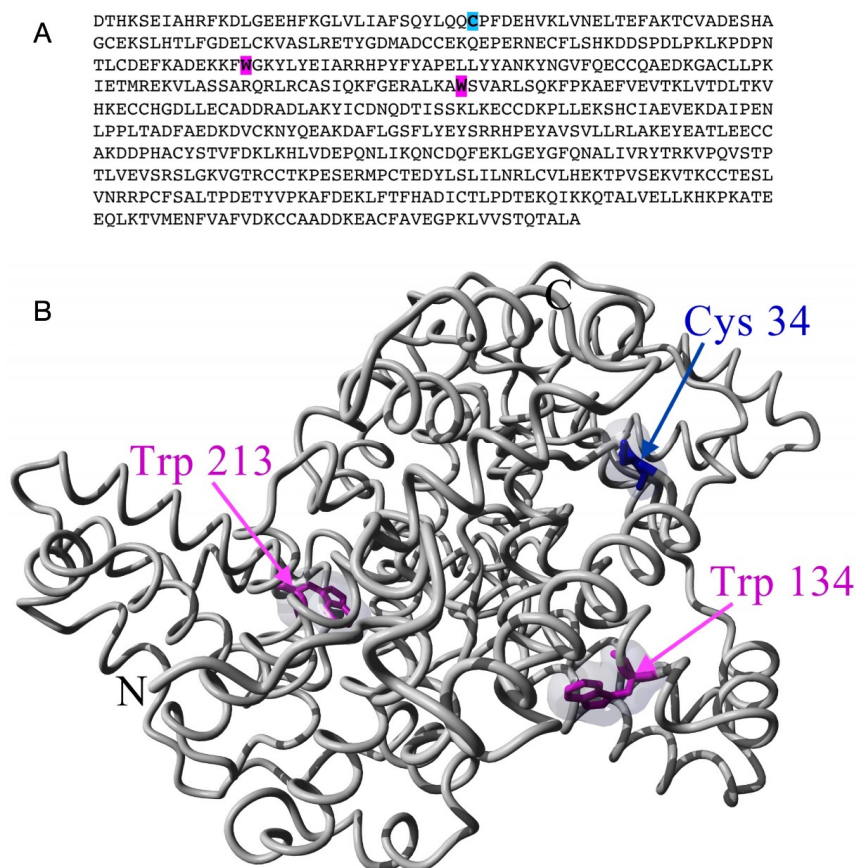 A
DTHKSEIAHRFKDLGEEHFKGLVLIAFSQYLQQCPFDEHVKLVNELTEFAKTCVADESHA
GCEKSLHTLFGDELCKVASLRETYGDMADCCEKQEPERNECFLSHKDDSPDLPKLKPDPN
TLCDEFKADEKKFWGKYLYEIARRHPYFYAPELLYYANKYNGVFQECCQAEDKGACLLPK
IETMREKVLASSARQRLRCASIQKFGERALKAWSVARLSQKFPKAEFVEVTKLVTDLTKV
HKECCHGDLLECADDRADLAKYICDNQDTISSKLKECCDKPLLEKSHCIAEVEKDAIPEN
LPPLTADFAEDKDVCKNYQEAKDAFLGSFLYEYSRRHPEYAVSVLLRLAKEYEATLEECC
AKDDPHACYSTVFDKLKHLVDEPQNLIKQNCDQFEKLGEYGFQNALIVRYTRKVPQVSTP
TLVEVSRSLGKVGTRCCTKPESERMPCTEDYLSLILNRLCVLHEKTPVSEKVTKCCTESL
VNRRPCFSALTPDETYVPKAFDEKLFTFHADICTLPDTEKQIKKQTALVELLKHKPKATE
EQLKTVMENFVAFVDKCCAADDKEACFAVEGPKLVVSTQTALA
B
C
Cys 34
Trp 213
Trp 134
N